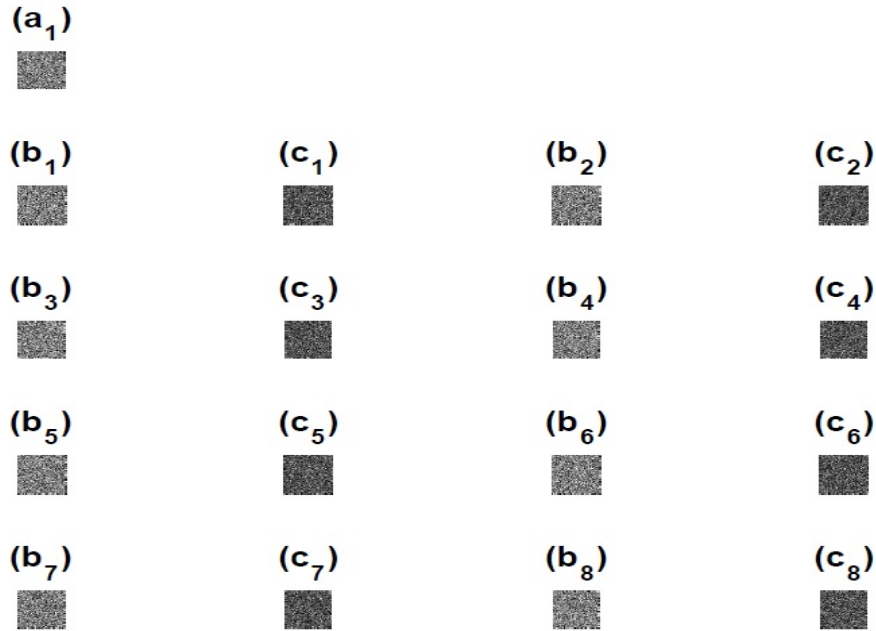 (a1)
(b1) (c1) (b2) (c2)
(b3) (c3) (b4) (c4)
(b5) (c5) (b6) (c6)
(b7) (c7) (b8) (c8)